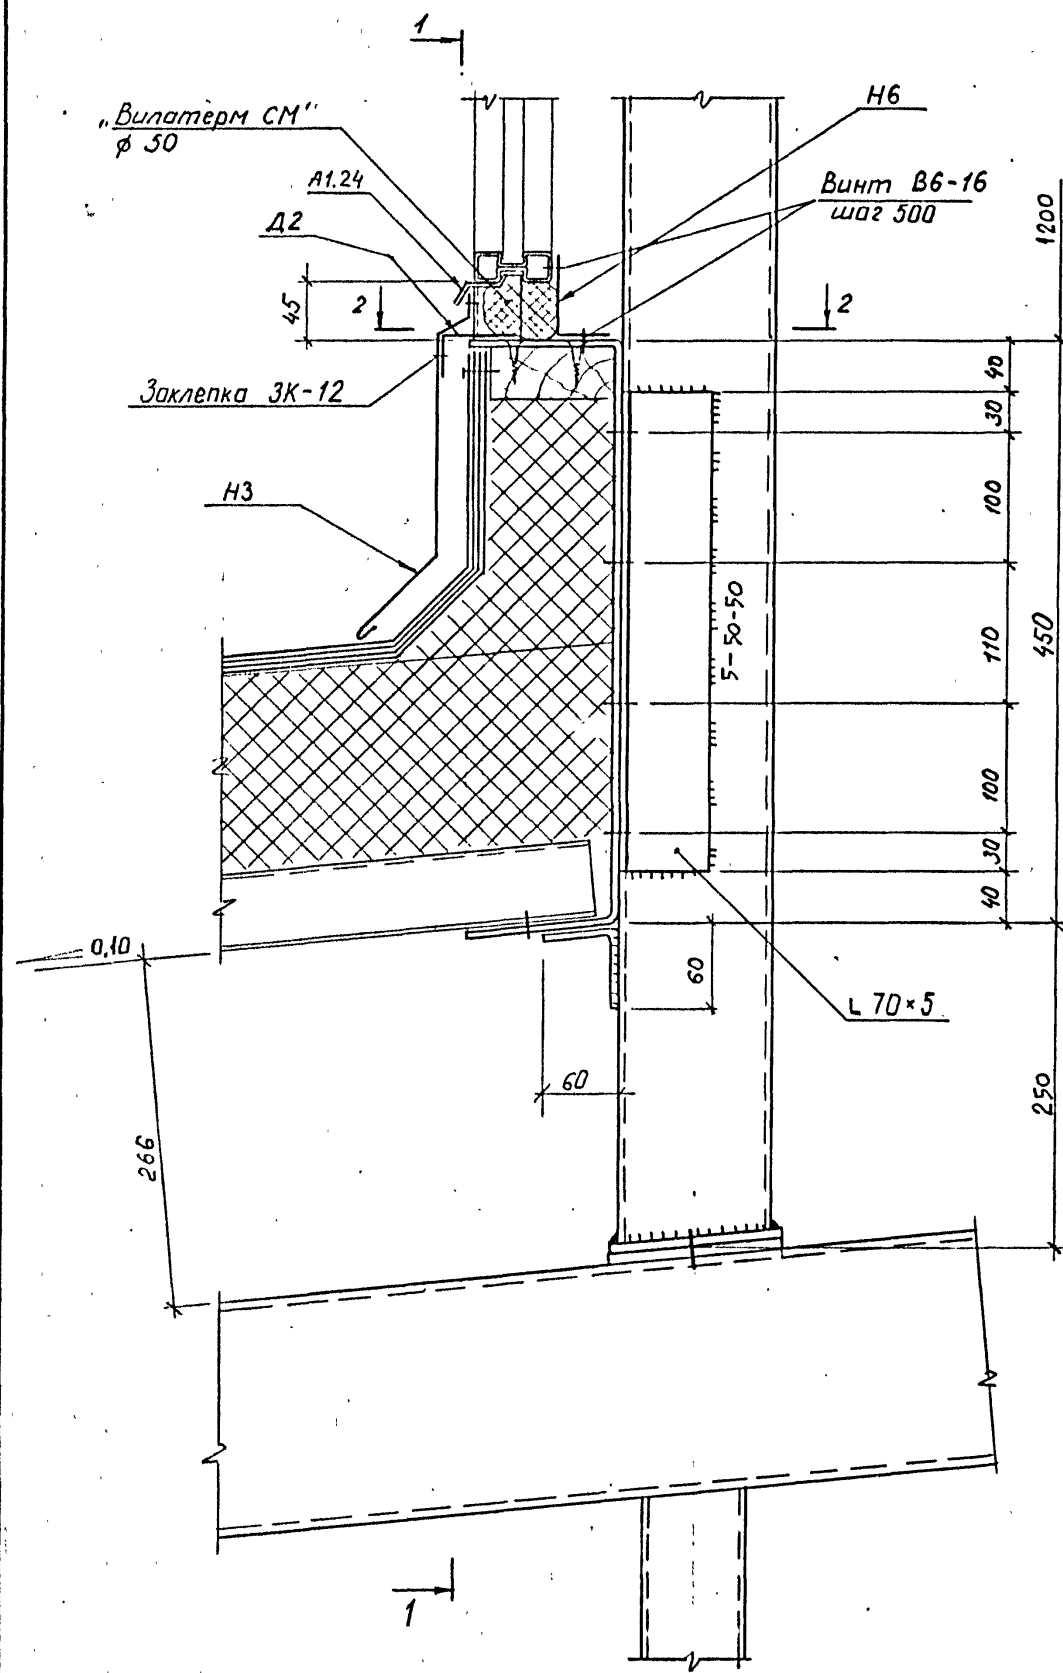 1
„Вилатерм СМ"
ϕ 50
Н6
А1.24
Винт В6-16
шаг 500
Д2
1200
45
2
2
40
Заклепка ЗК-12
30
Н3
100
5-50-50
110
450
100
30
40
0,10
60
L 70×5
60
266
250
1